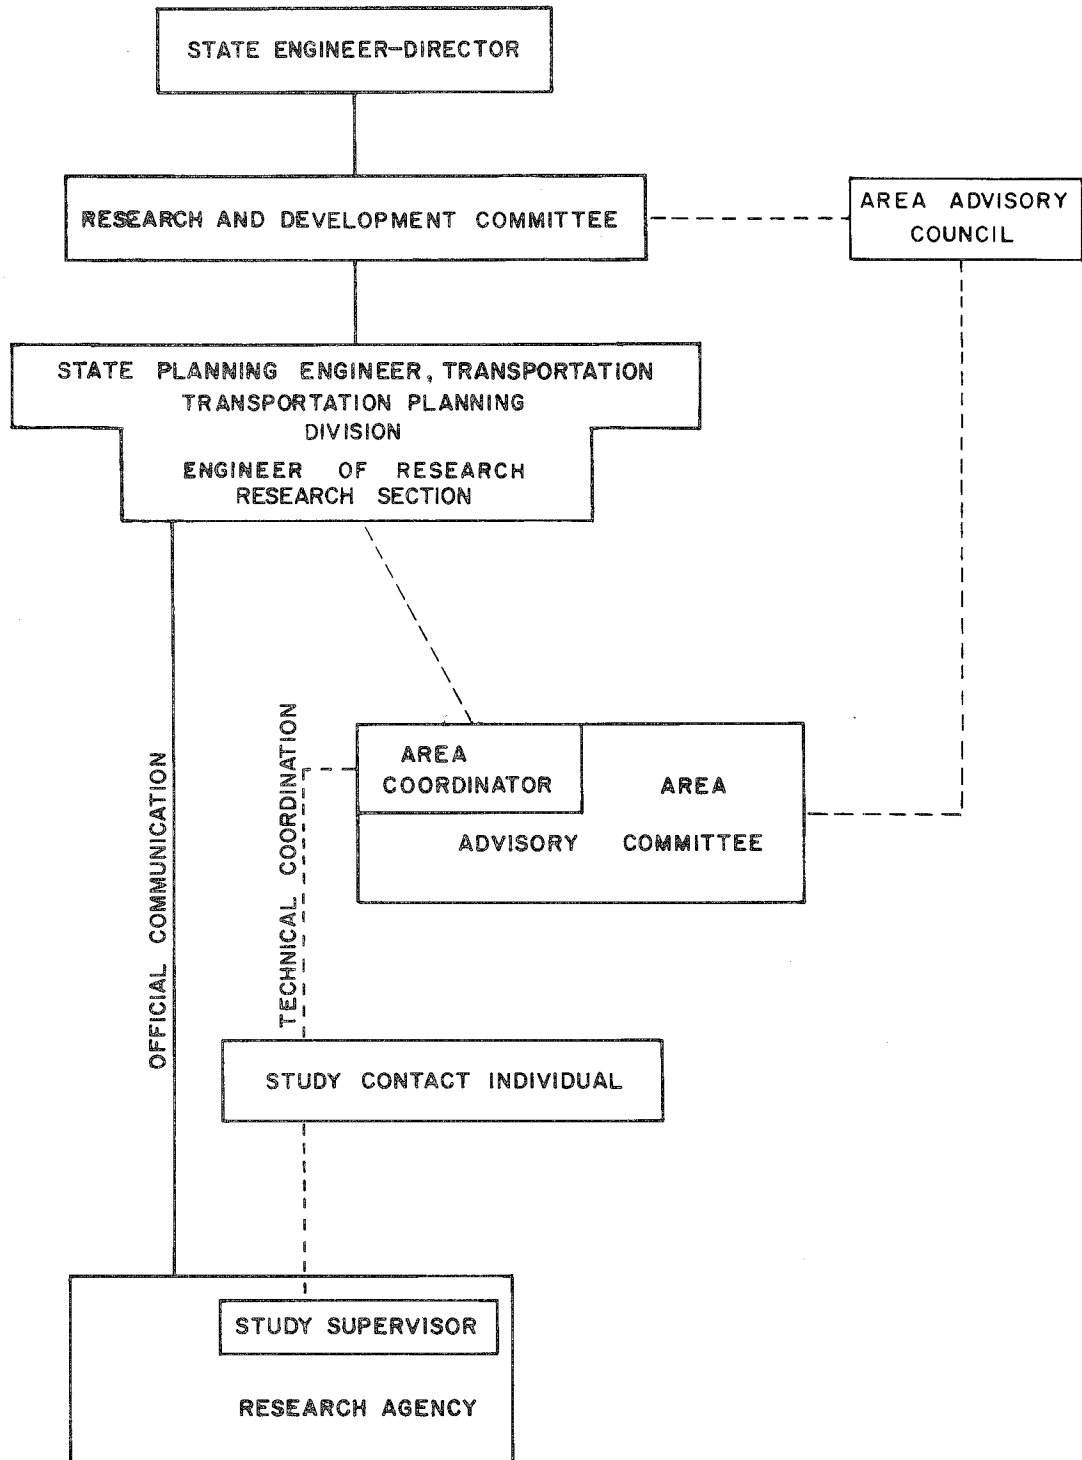 STATE ENGINEER-DIRECTOR
RESEARCH AND DEVELOPMENT COMMITTEE
AREA ADVISORY
COUNCIL
STATE PLANNING ENGINEER, TRANSPORTATION
TRANSPORTATION PLANNING
DIVISION
ENGINEER OF RESEARCH
RESEARCH SECTION
OFFICIAL COMMUNICATION
TECHNICAL COORDINATION
AREA
COORDINATOR
AREA
ADVISORY COMMITTEE
STUDY CONTACT INDIVIDUAL
STUDY SUPERVISOR
RESEARCH AGENCY